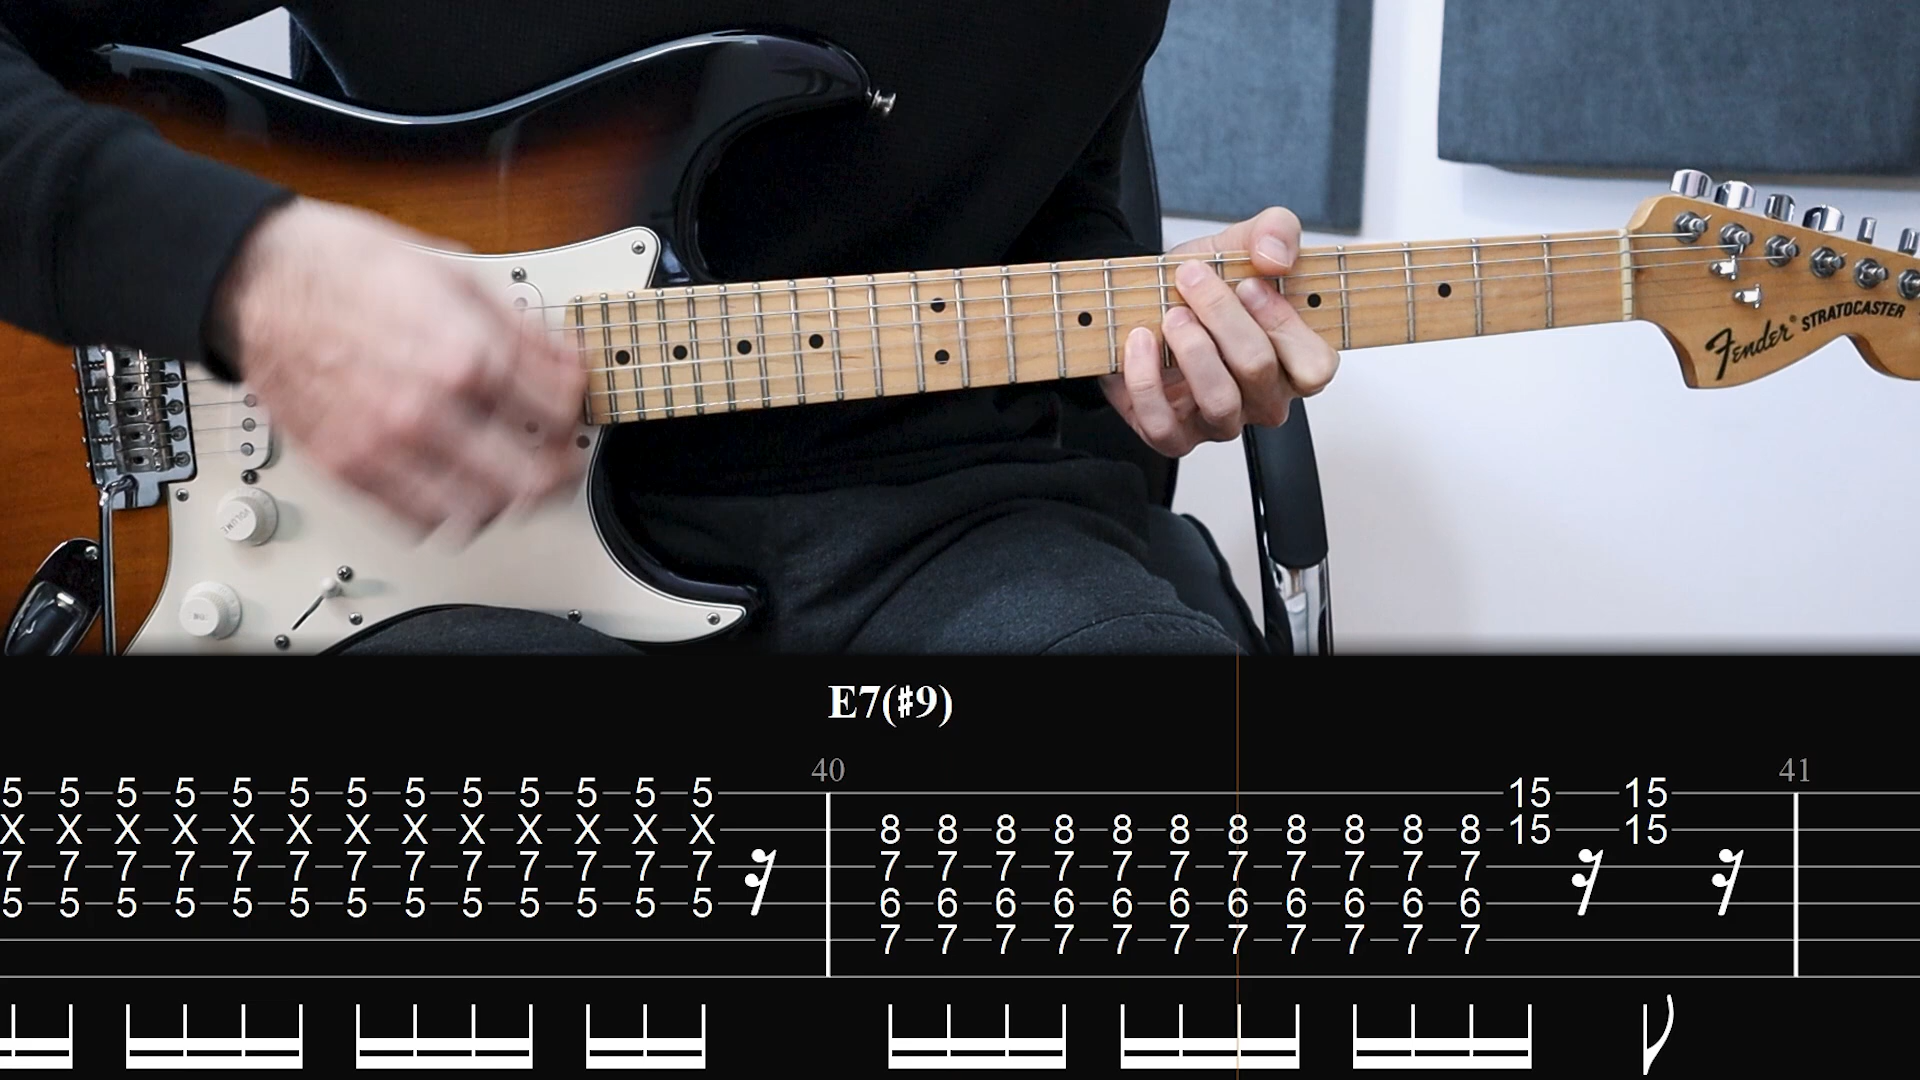 VOLUME
Fender® STRATOCASTER
E7(♯9)
40 41
5 5 5 5 5 5 5 5 5 5 5 5 5 15 15
X X X X X X X X X X X X X 8 8 8 8 8 8 8 8 8 8 8 15 15
7 7 7 7 7 7 7 7 7 7 7 7 7 7 7 7 7 7 7 7 7 7 7 7
5 5 5 5 5 5 5 5 5 5 5 5 5 6 6 6 6 6 6 6 6 6 6 6
7 7 7 7 7 7 7 7 7 7 7